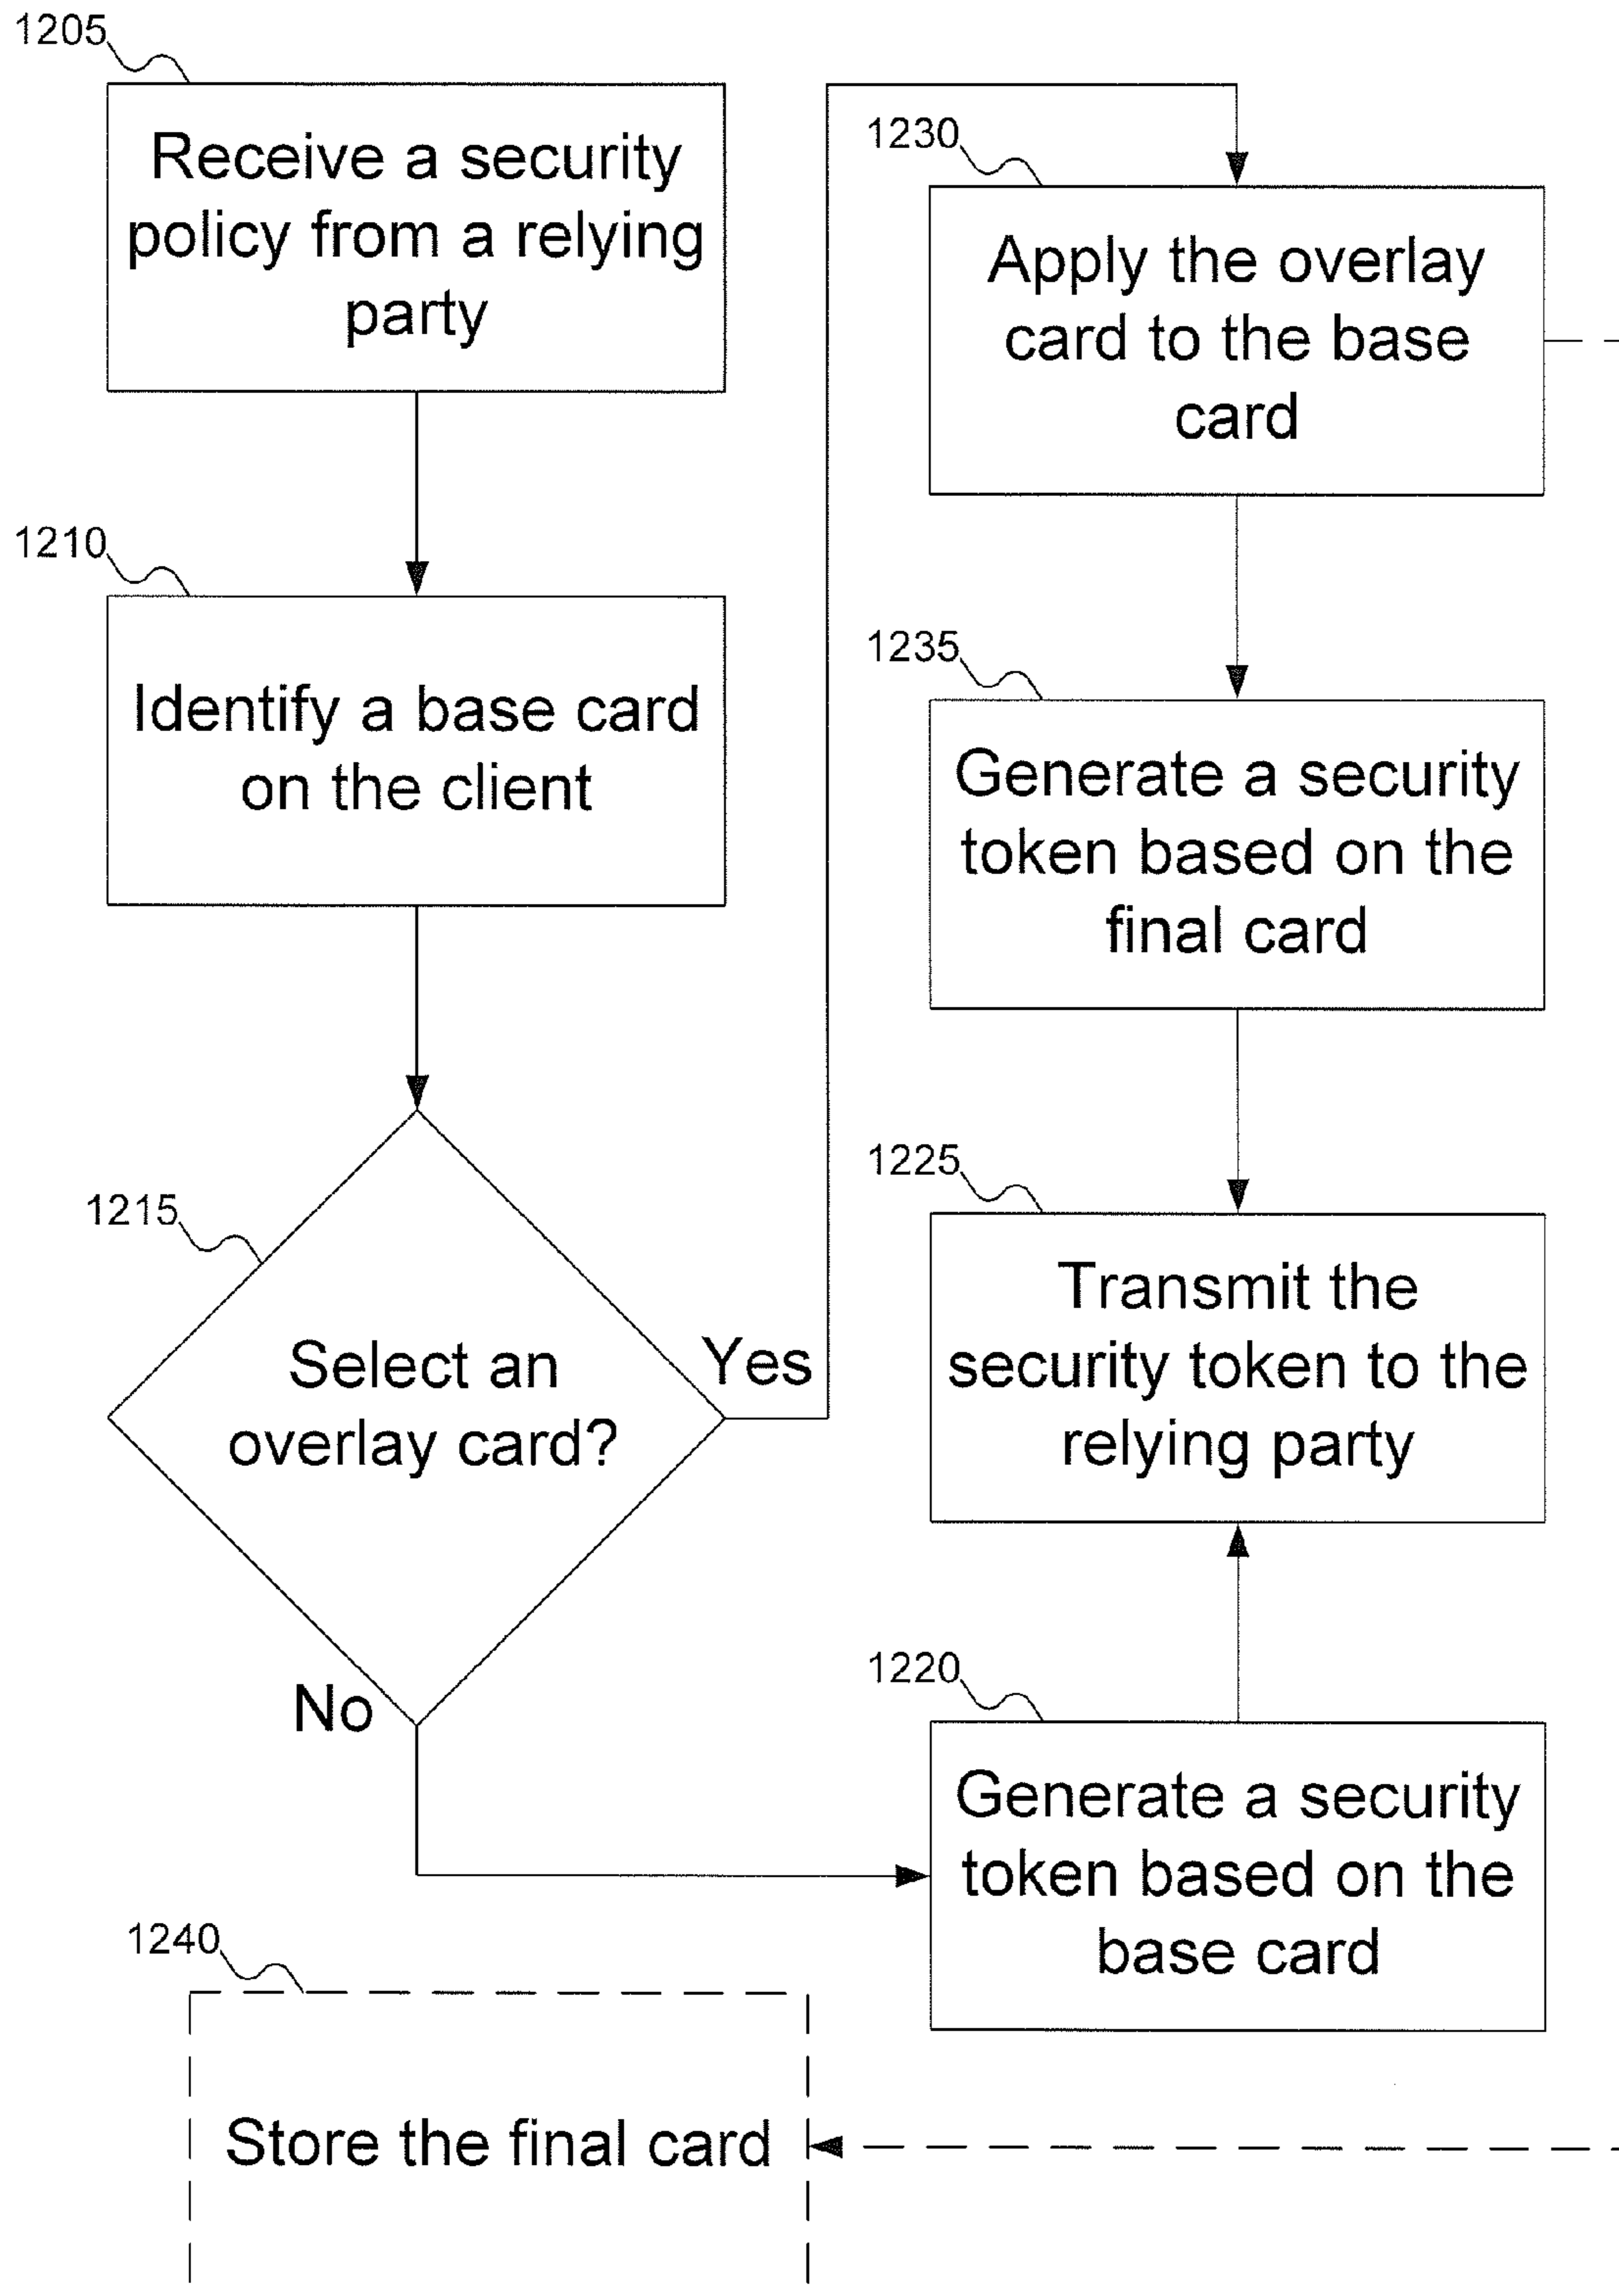 1205
Receive a security
policy from a relying
party
1210
Identify a base card
on the client
1215
Select an
overlay card?
Yes
No
1230
Apply the overlay
card to the base
card
1235
Generate a security
token based on the
final card
1225
Transmit the
security token to the
relying party
1220
Generate a security
token based on the
base card
1240
Store the final card